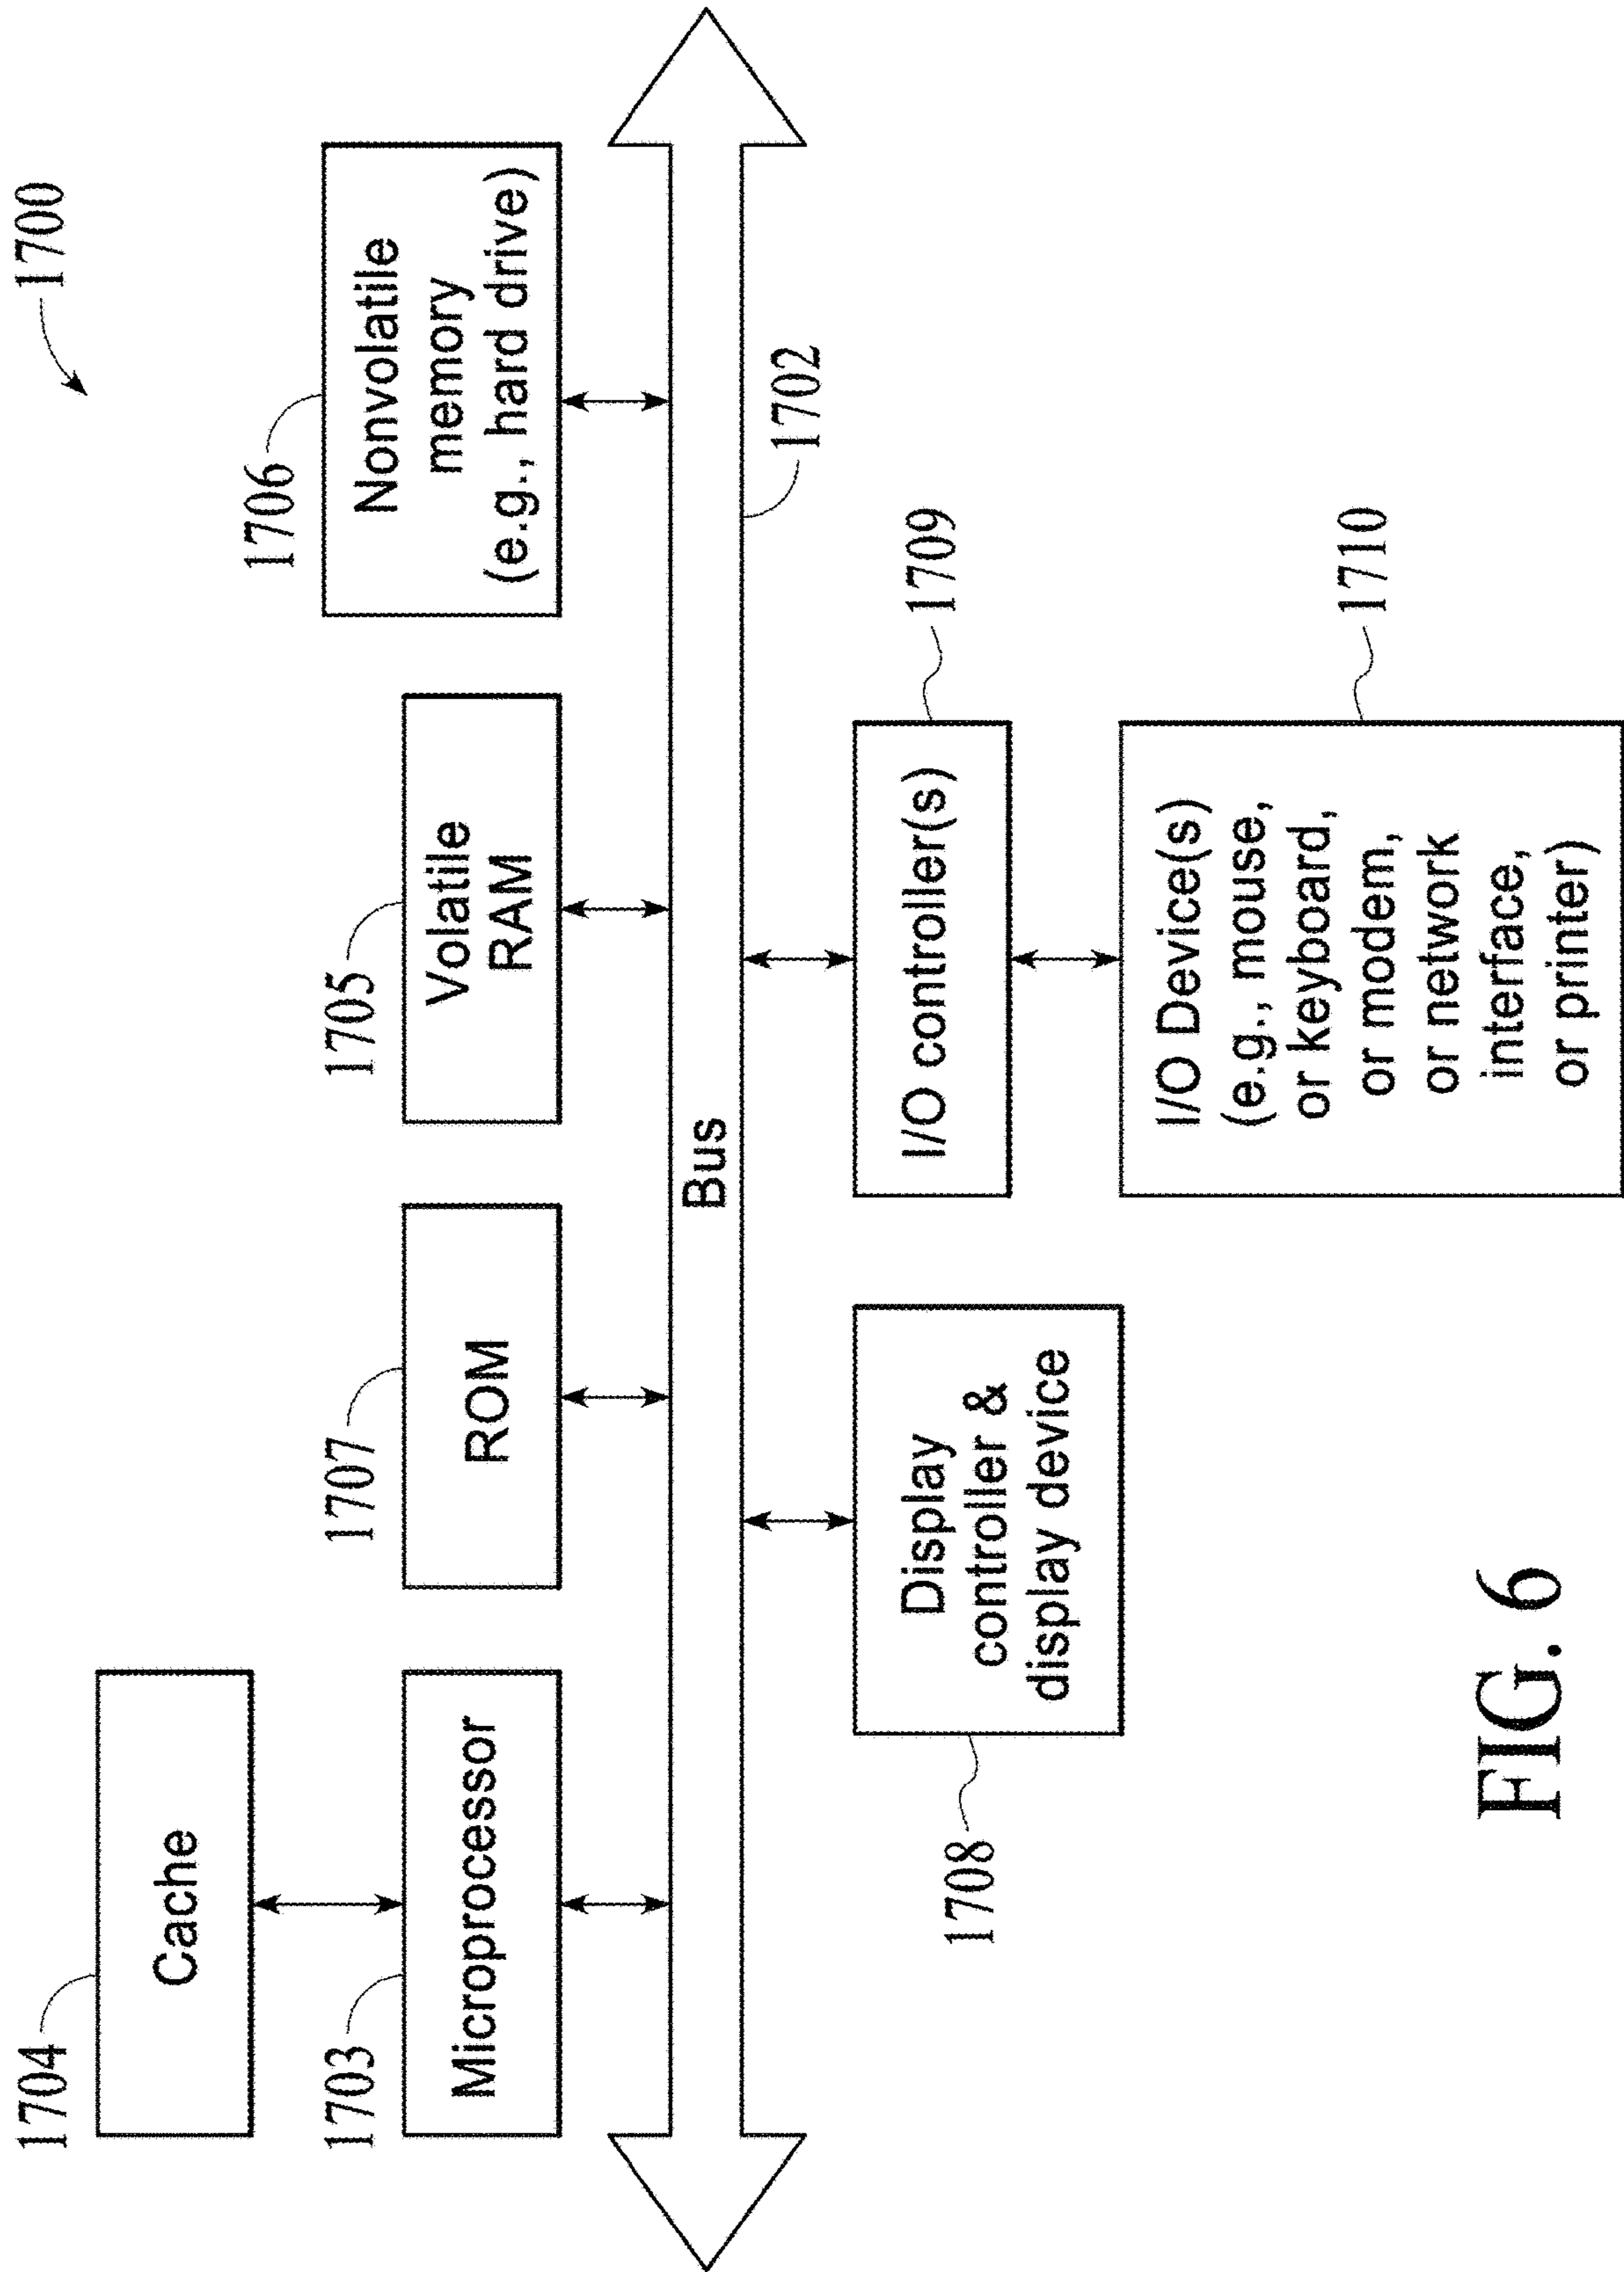 1700
1704
Cache
1703
Microprocessor
1707
ROM
1705
Volatile
RAM
1706
Nonvolatile
memory
(e.g., hard drive)
Bus
1702
1708
Display
controller &
display device
I/O controller(s)
1709
I/O Device(s)
(e.g., mouse,
or keyboard,
or modem,
or network
interface,
or printer)
1710
FIG. 6